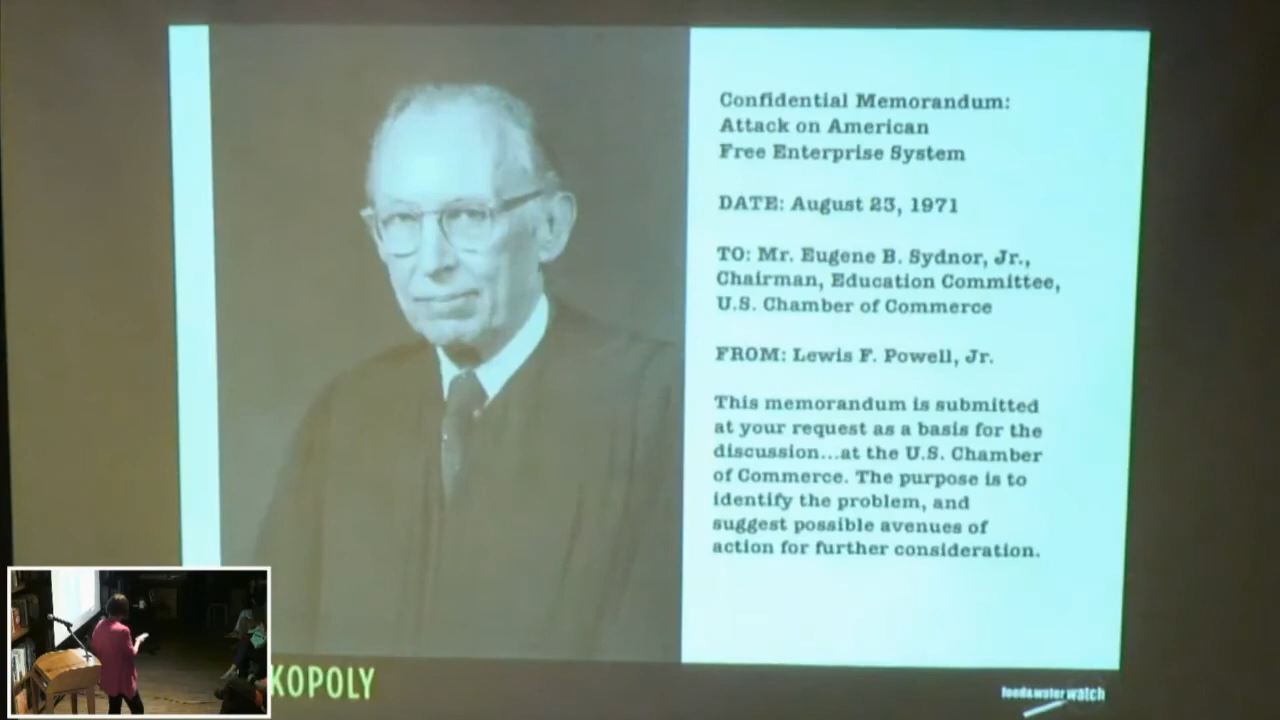 Confidential Memorandum:
Attack on American
Free Enterprise System
DATE: August 23, 1971
TO: Mr. Eugene B. Sydnor, Jr.,
Chairman, Education Committee,
U.S. Chamber of Commerce
FROM: Lewis F. Powell, Jr.
This memorandum is submitted
at your request as a basis for the
discussion...at the U.S. Chamber
of Commerce. The purpose is to
identify the problem, and
suggest possible avenues of
action for further consideration.
KOPOLY
food&waterwatch